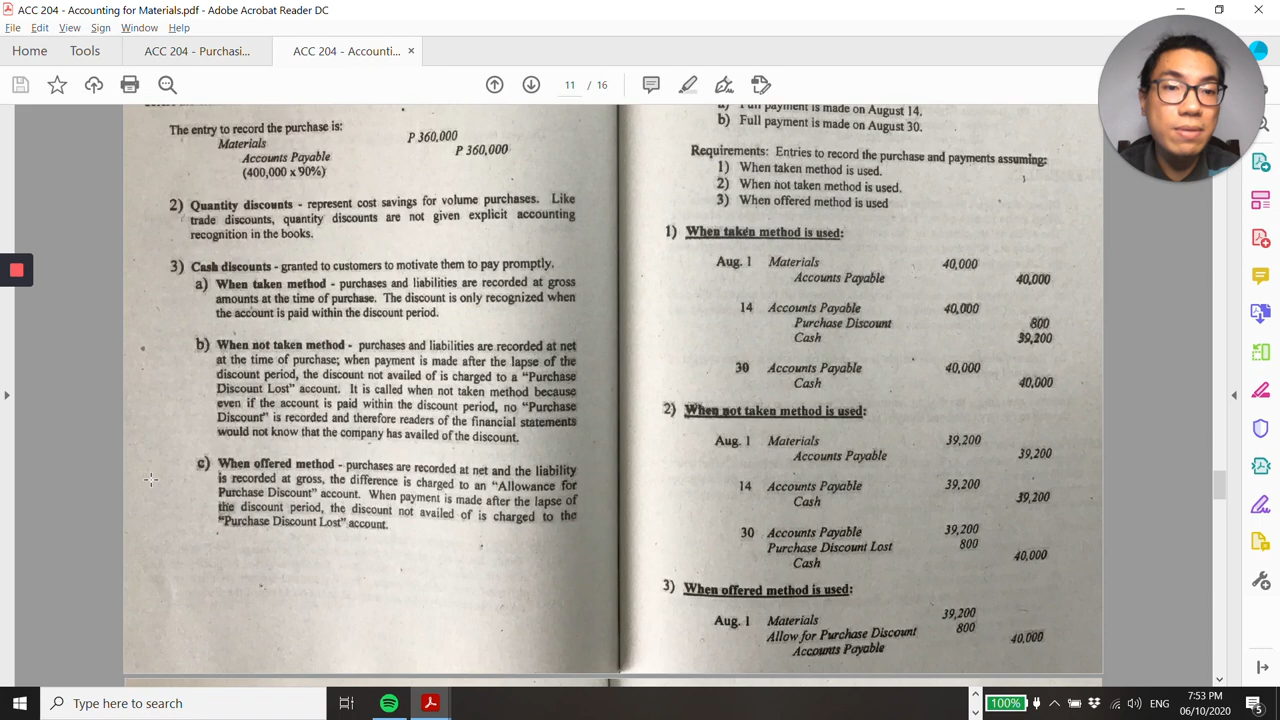 ACC 204 - Accounting for Materials.pdf - Adobe Acrobat Reader DC
File Edit View Sign Window Help
Home Tools ACC 204 - Purchasi... ACC 204 - Accounti... ×
11 / 16
The entry to record the purchase is:
Materials P 360,000
Accounts Payable P 360,000
(400,000 x 90%)
2) Quantity discounts - represent cost savings for volume purchases. Like
trade discounts, quantity discounts are not given explicit accounting
recognition in the books.
3) Cash discounts - granted to customers to motivate them to pay promptly.
a) When taken method - purchases and liabilities are recorded at gross
amounts at the time of purchase. The discount is only recognized when
the account is paid within the discount period.
b) When not taken method - purchases and liabilities are recorded at net
at the time of purchase; when payment is made after the lapse of the
discount period, the discount not availed of is charged to a "Purchase
Discount Lost" account. It is called when not taken method because
even if the account is paid within the discount period, no "Purchase
Discount" is recorded and therefore readers of the financial statements
would not know that the company has availed of the discount.
c) When offered method - purchases are recorded at net and the liability
is recorded at gross, the difference is charged to an "Allowance for
Purchase Discount" account. When payment is made after the lapse of
the discount period, the discount not availed of is charged to the
"Purchase Discount Lost" account.
a) Full payment is made on August 14.
b) Full payment is made on August 30.
Requirements: Entries to record the purchase and payments assuming:
1) When taken method is used.
2) When not taken method is used.
3) When offered method is used
1) When taken method is used:
Aug. 1 Materials 40,000
Accounts Payable 40,000
14 Accounts Payable 40,000
Purchase Discount 800
Cash 39,200
30 Accounts Payable 40,000
Cash 40,000
2) When not taken method is used:
Aug. 1 Materials 39,200
Accounts Payable 39,200
14 Accounts Payable 39,200
Cash 39,200
30 Accounts Payable 39,200
Purchase Discount Lost 800
Cash 40,000
3) When offered method is used:
Aug. 1 Materials 39,200
Allow for Purchase Discount 800
Accounts Payable 40,000
Type here to search
100%
ENG
7:53 PM
06/10/2020
5